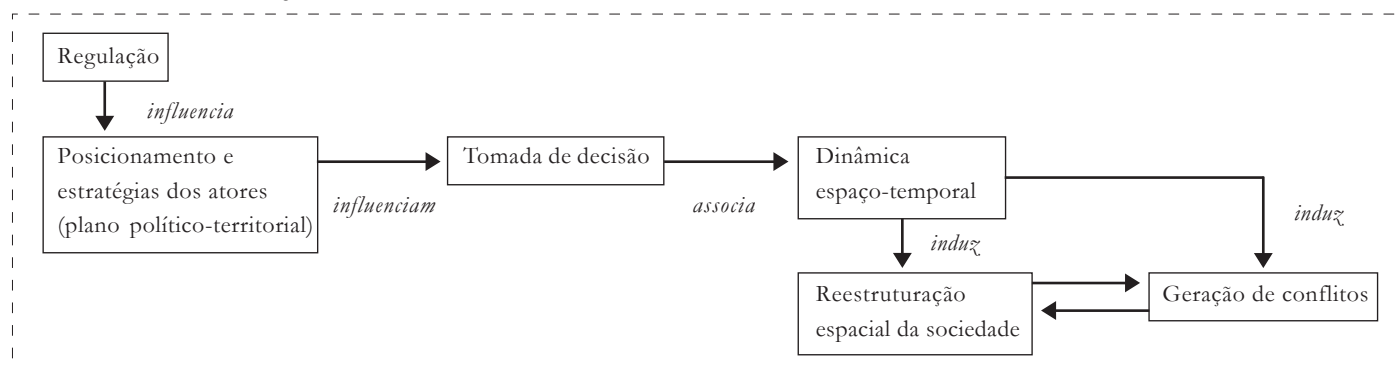 Regulação
influencia
Posicionamento e
estratégias dos atores
(plano político-territorial)
influenciam
Tomada de decisão
associa
Dinâmica
espaço-temporal
induz
induz
Reestruturação
espacial da sociedade
Geração de conflitos